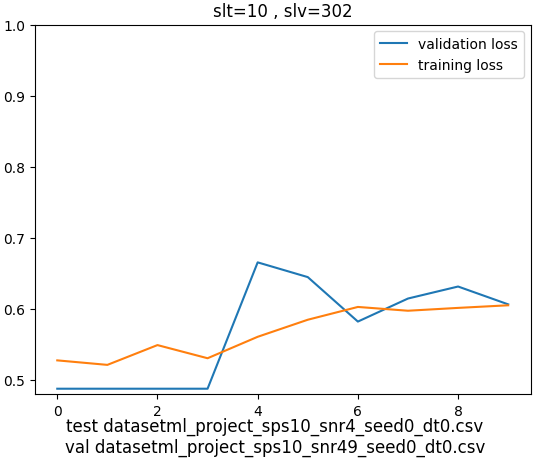 slt=10 , slv=302
validation loss
training loss
1.0
0.9
0.8
0.7
0.6
0.5
0 2 4 6 8
test datasetml_project_sps10_snr4_seed0_dt0.csv
val datasetml_project_sps10_snr49_seed0_dt0.csv